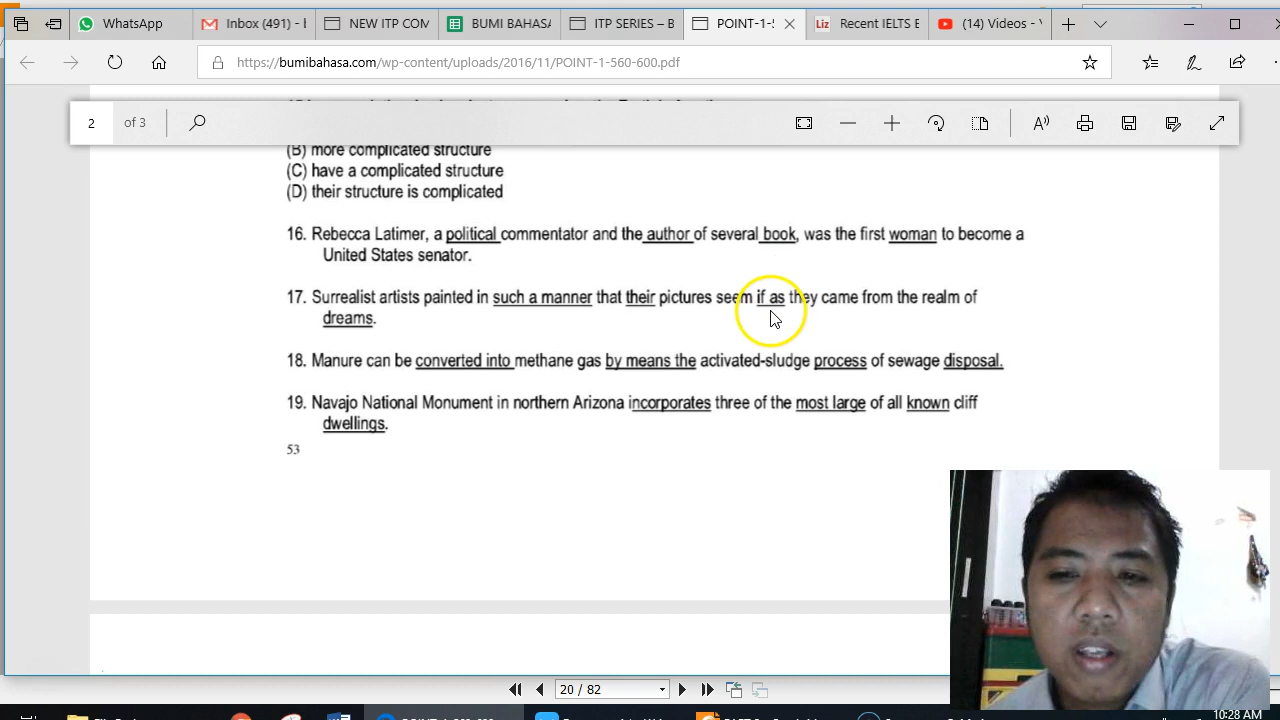 WhatsApp
Inbox (491) - l
NEW ITP COM
BUMI BAHASA
ITP SERIES – B
POINT-1-5
Liz
Recent IELTS E
(14) Videos - Y
https://bumibahasa.com/wp-content/uploads/2016/11/POINT-1-560-600.pdf
2 of 3
(B) more complicated structure
(C) have a complicated structure
(D) their structure is complicated
16. Rebecca Latimer, a political commentator and the author of several book, was the first woman to become a
United States senator.
17. Surrealist artists painted in such a manner that their pictures seem if as they came from the realm of
dreams.
18. Manure can be converted into methane gas by means the activated-sludge process of sewage disposal.
19. Navajo National Monument in northern Arizona incorporates three of the most large of all known cliff
dwellings.
53
20 / 82
10:28 AM